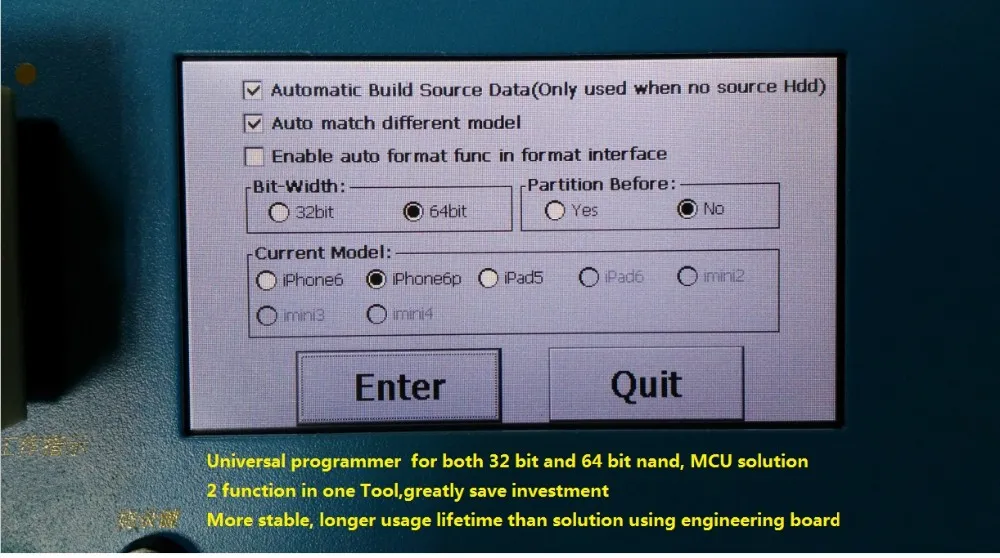 Automatic Build Source Data(Only used when no source Hdd)
Auto match different model
Enable auto format func in format interface
Bit-Width: Partition Before:
32bit 64bit Yes No
Current Model:
iPhone6 iPhone6p iPad5 iPad6 imini2
imini3 imini4
Enter Quit
Universal programmer for both 32 bit and 64 bit nand, MCU solution
2 function in one Tool,greatly save investment
More stable, longer usage lifetime than solution using engineering board